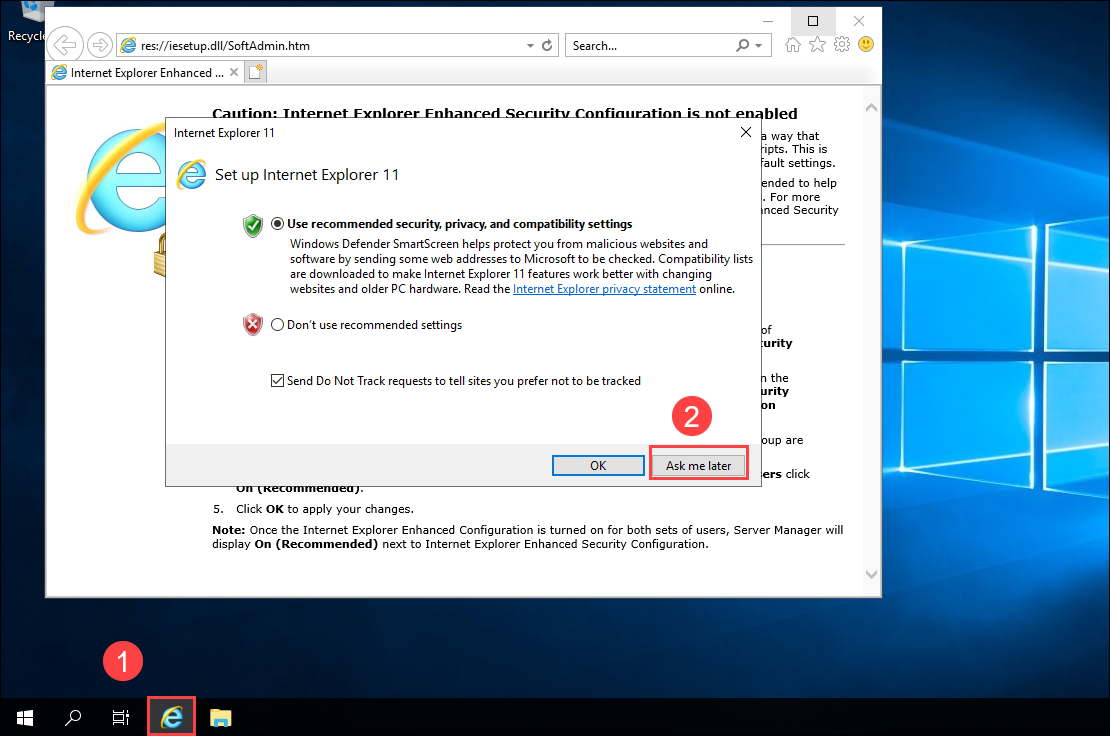 Recycle
res://iesetup.dll/SoftAdmin.htm
Search...
Internet Explorer Enhanced ...
Caution: Internet Explorer Enhanced Security Configuration is not enabled
a way that
ripts. This is
fault settings.
ended to help
. For more
anced Security
Internet Explorer 11
Set up Internet Explorer 11
Use recommended security, privacy, and compatibility settings
Windows Defender SmartScreen helps protect you from malicious websites and
software by sending some web addresses to Microsoft to be checked. Compatibility lists
are downloaded to make Internet Explorer 11 features work better with changing
websites and older PC hardware. Read the Internet Explorer privacy statement online.
Don't use recommended settings
Send Do Not Track requests to tell sites you prefer not to be tracked
2
OK
Ask me later
of
curity
n the
urity
on
oup are
sers click
On (Recommended).
5. Click OK to apply your changes.
Note: Once the Internet Explorer Enhanced Configuration is turned on for both sets of users, Server Manager will
display On (Recommended) next to Internet Explorer Enhanced Security Configuration.
1